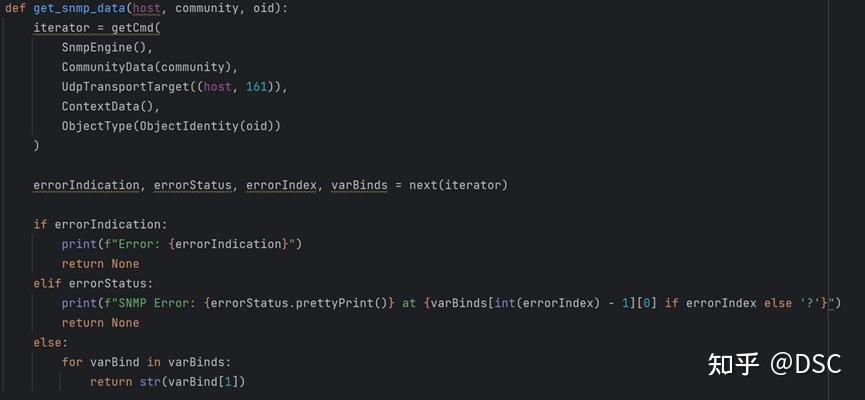 def get_snmp_data(host, community, oid):
    iterator = getCmd(
        SnmpEngine(),
        CommunityData(community),
        UdpTransportTarget((host, 161)),
        ContextData(),
        ObjectType(ObjectIdentity(oid))
    )
    errorIndication, errorStatus, errorIndex, varBinds = next(iterator)
    if errorIndication:
        print(f"Error: {errorIndication}")
        return None
    elif errorStatus:
        print(f"SNMP Error: {errorStatus.prettyPrint()} at {varBinds[int(errorIndex) - 1][0] if errorIndex else '?'}")
        return None
    else:
        for varBind in varBinds:
            return str(varBind[1])
知乎 @DSC